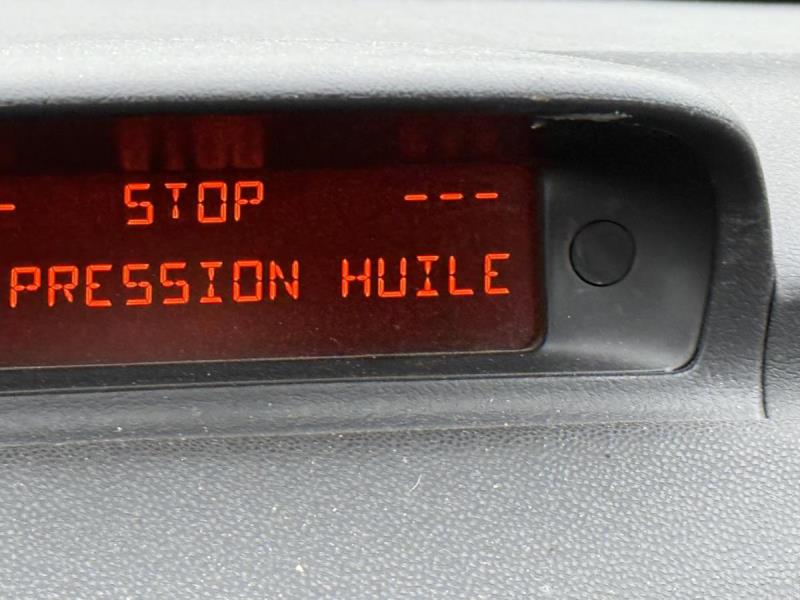 - STOP ---
PRESSION HUILE